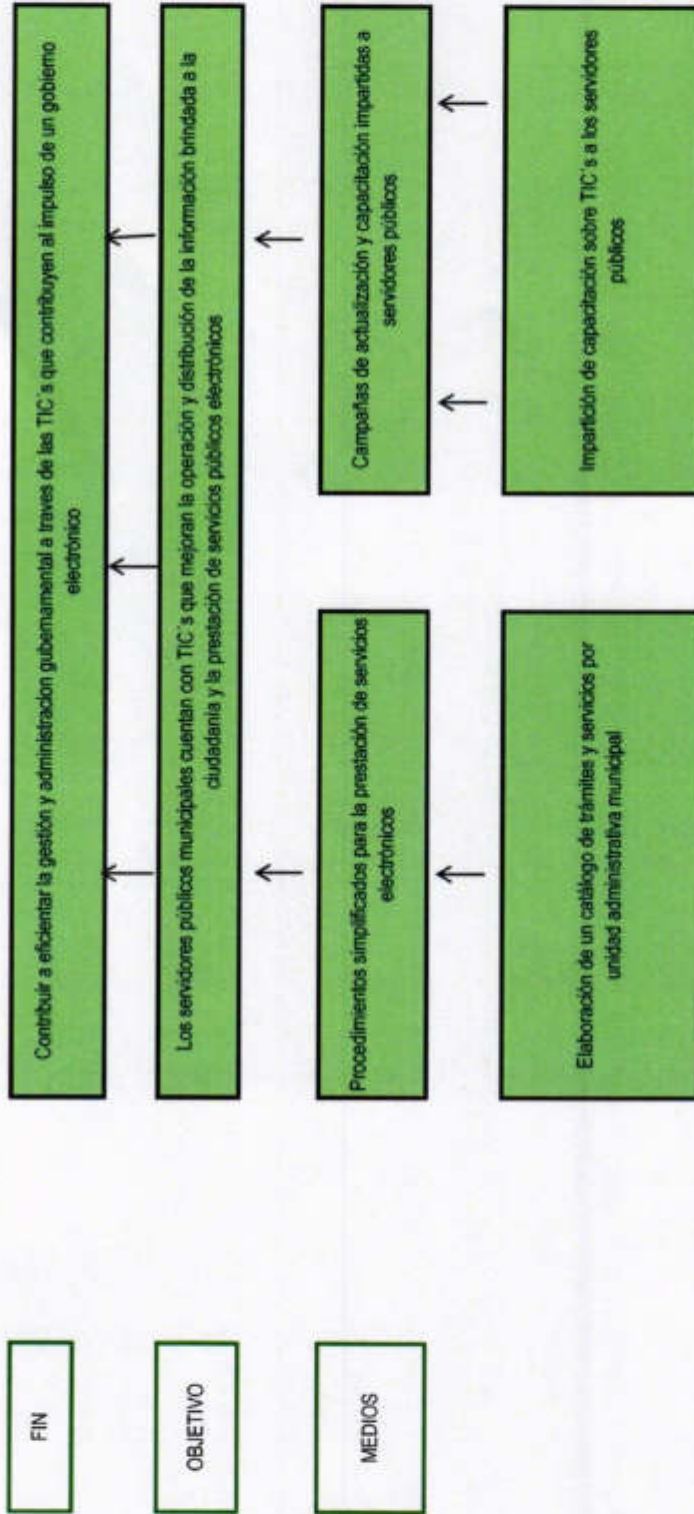 FIN
Contribuir a eficientar la gestión y administracion gubernamental a traves de las TIC´s que contribuyen al impulso de un gobierno
electrónico
OBJETIVO
Los servidores públicos municipales cuentan con TIC´s que mejoran la operación y distribución de la información brindada a la
ciudadanía y la prestación de servicios públicos electrónicos
MEDIOS
Procedimientos simplificados para la prestación de servicios
electrónicos
Campañas de actualización y capacitación impartidas a
servidores públicos
Elaboración de un catálogo de trámites y servicios por
unidad administrativa municipal
Impartición de capacitación sobre TIC´s a los servidores
públicos